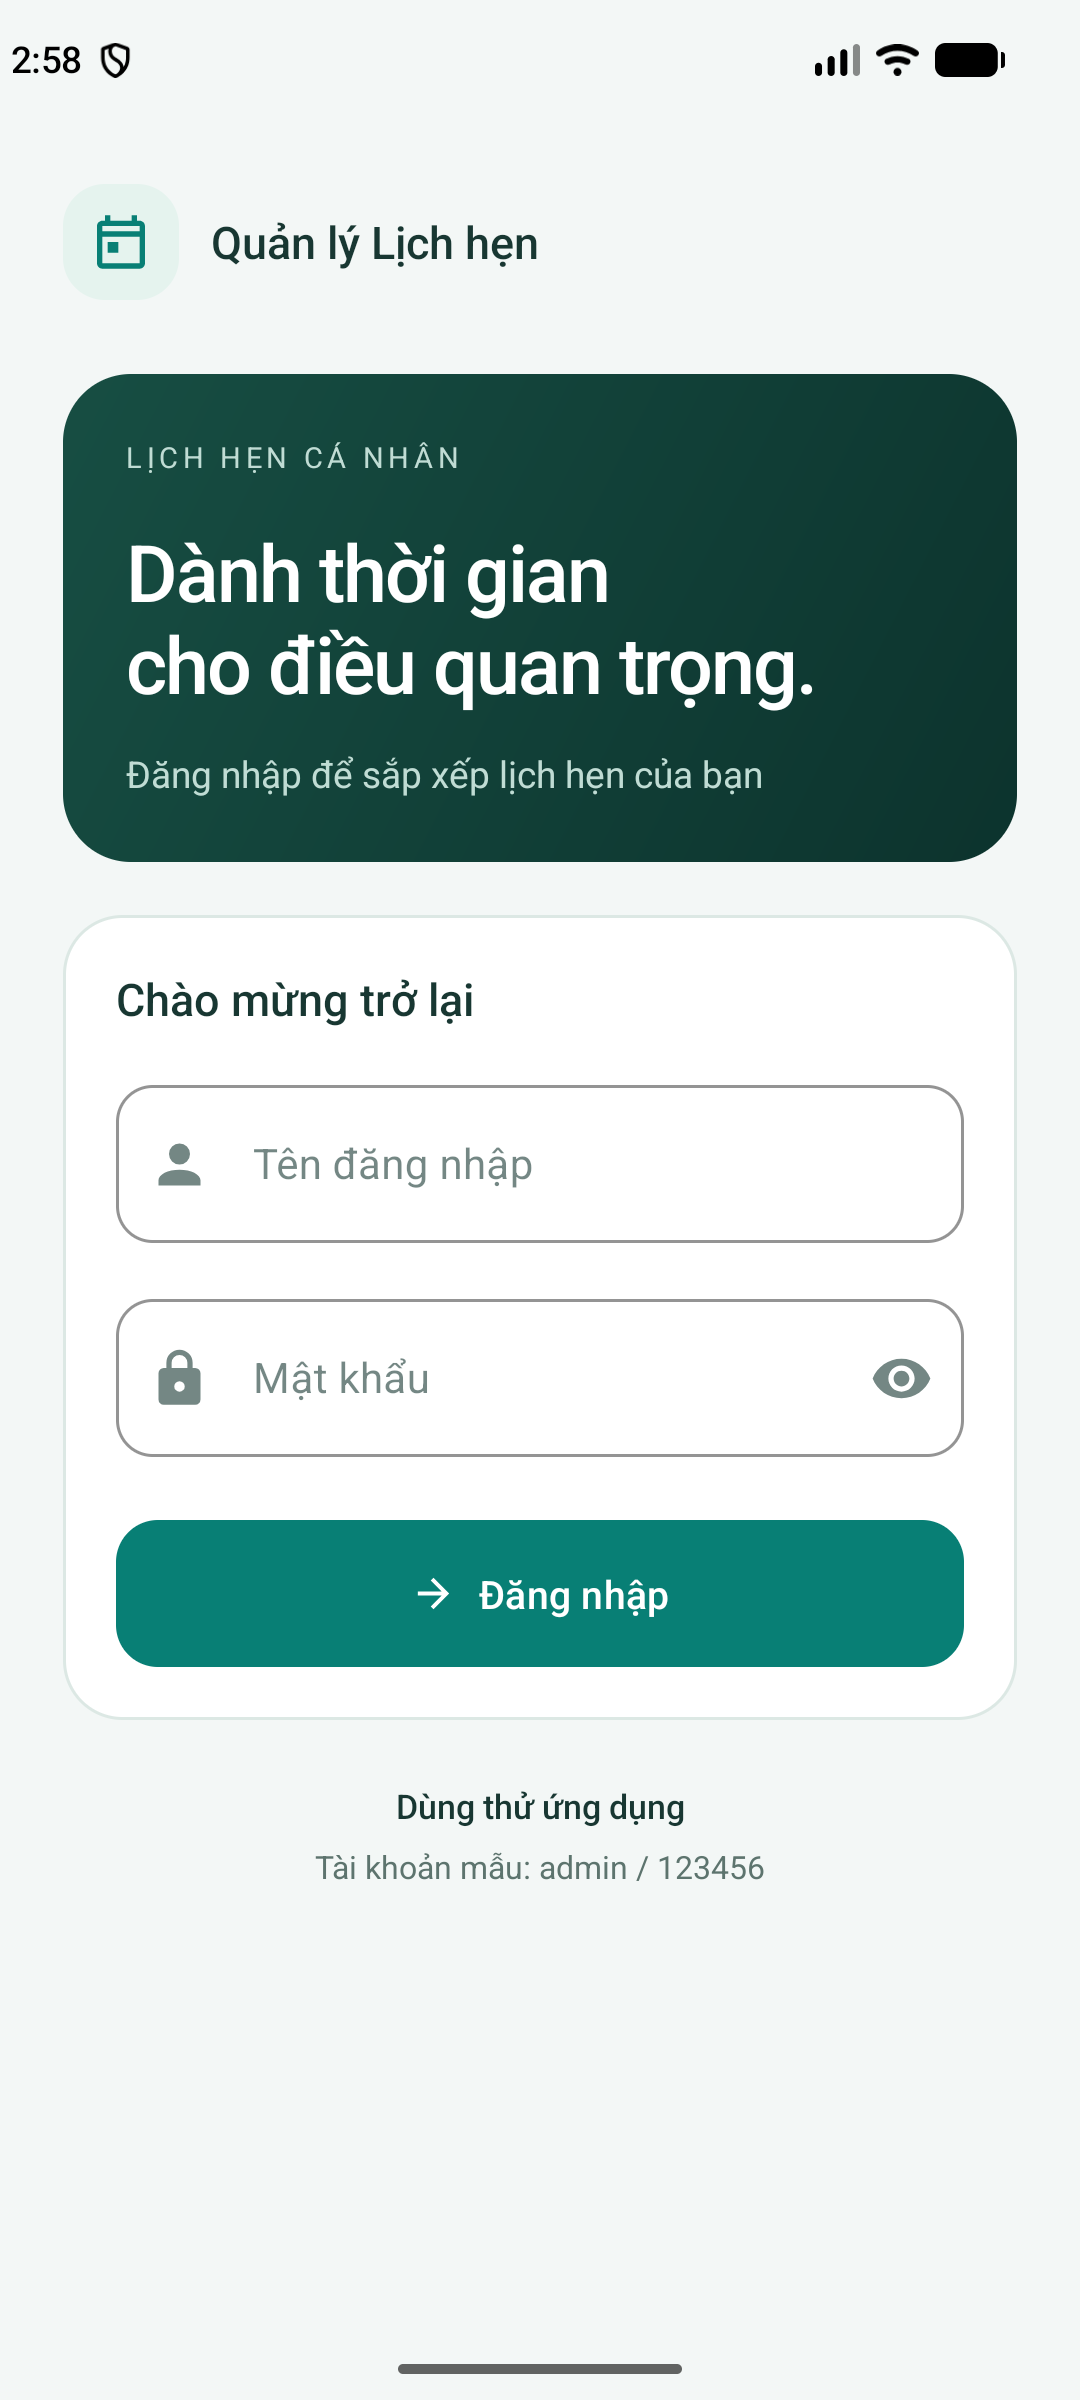 2:58
Quản lý Lịch hẹn
LỊCH HẸN CÁ NHÂN
Dành thời gian
cho điều quan trọng.
Đăng nhập để sắp xếp lịch hẹn của bạn
Chào mừng trở lại
Tên đăng nhập
Mật khẩu
Đăng nhập
Dùng thử ứng dụng
Tài khoản mẫu: admin / 123456